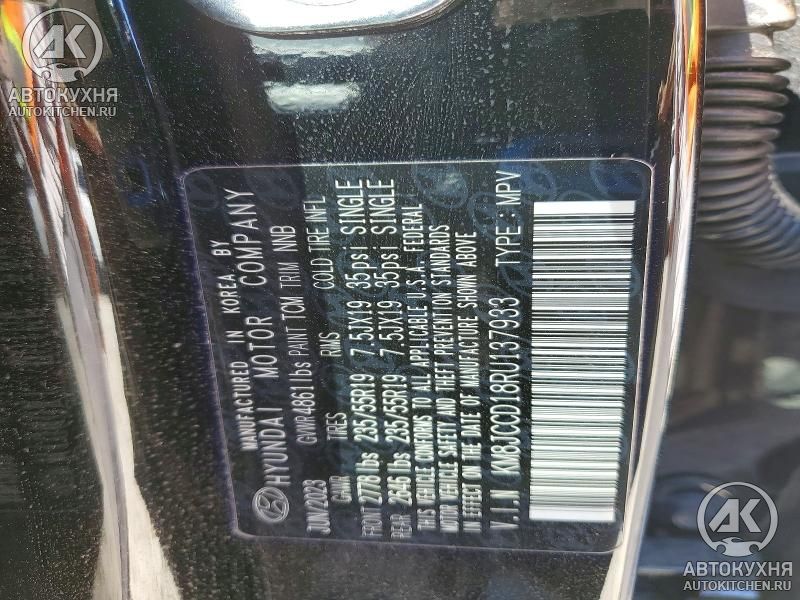 АК
АВТОКУХНЯ
AUTOKITCHEN.RU
MANUFACTURED IN KOREA BY
HYUNDAI MOTOR COMPANY
JUN/2023 GVWR 4861 lbs PAINT TCM TRIM NNB
GAWR TIRES RIMS COLD TIRE INFL
FRONT 2778 lbs 235/55R19 7.5JX19 35psi SINGLE
REAR 2646 lbs 235/55R19 7.5JX19 35psi SINGLE
THIS VEHICLE CONFORMS TO ALL APPLICABLE U.S.A. FEDERAL
MOTOR VEHICLE SAFETY AND THEFT PREVENTION STANDARDS
IN EFFECT ON THE DATE OF MANUFACTURE SHOWN ABOVE
V.I.N KM8JCCD18RU137933 TYPE : MPV
АК
АВТОКУХНЯ
AUTOKITCHEN.RU